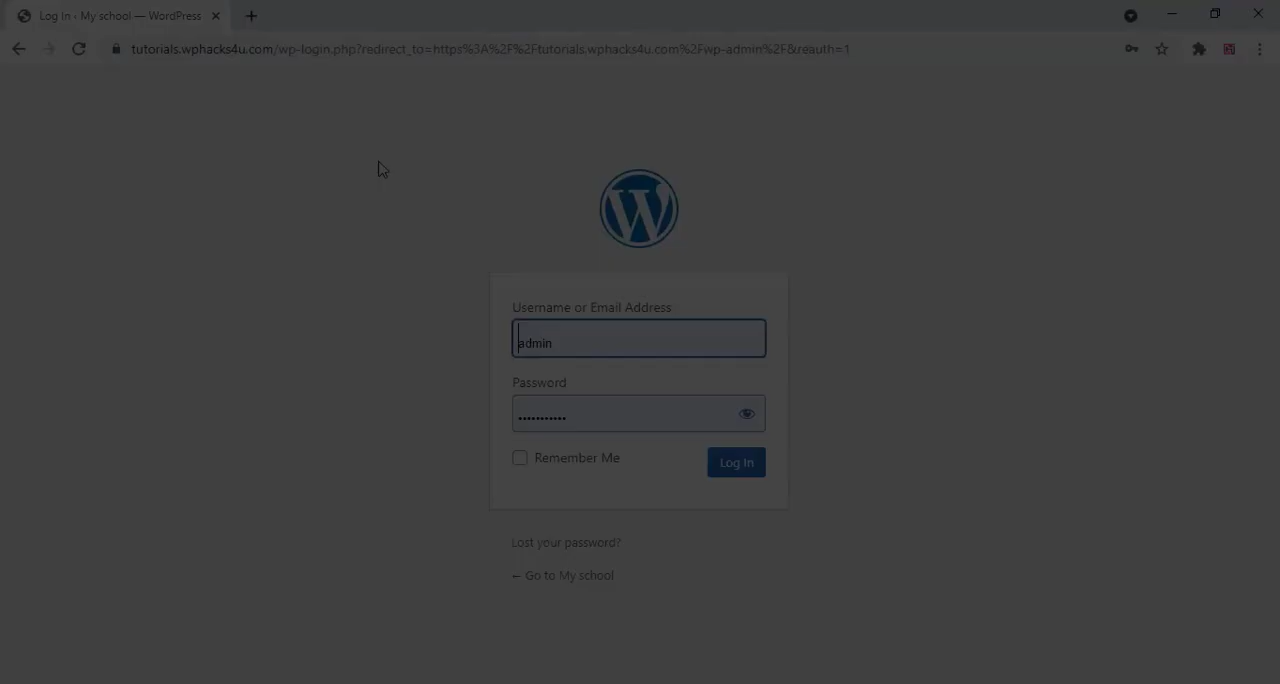 Log In ‹ My school — WordPress
tutorials.wphacks4u.com/wp-login.php?redirect_to=https%3A%2F%2Ftutorials.wphacks4u.com%2Fwp-admin%2F&reauth=1
Username or Email Address
admin
Password
Remember Me
Log In
Lost your password?
← Go to My school